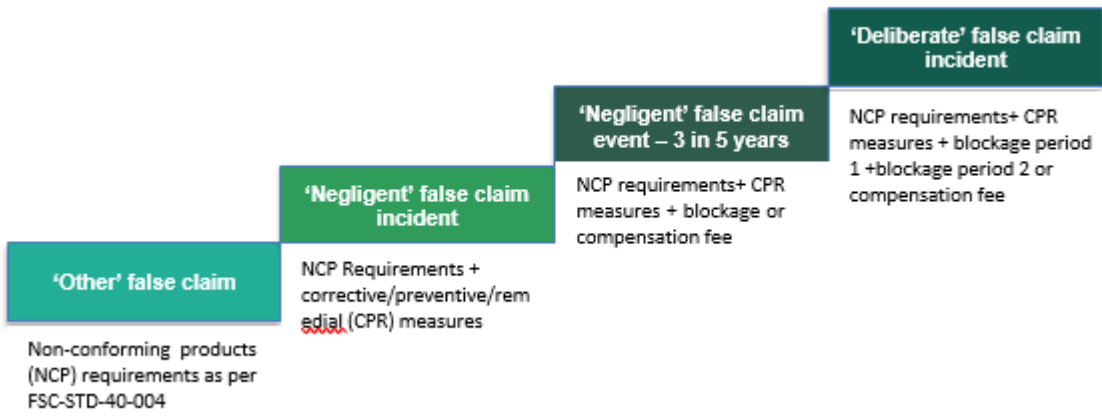 'Other' false claim
Non-conforming products
(NCP) requirements as per
FSC-STD-40-004
'Negligent' false claim
incident
NCP Requirements +
corrective/preventive/rem
edial (CPR) measures
'Negligent' false claim
event – 3 in 5 years
NCP requirements+ CPR
measures + blockage or
compensation fee
'Deliberate' false claim
incident
NCP requirements+ CPR
measures + blockage period
1 +blockage period 2 or
compensation fee